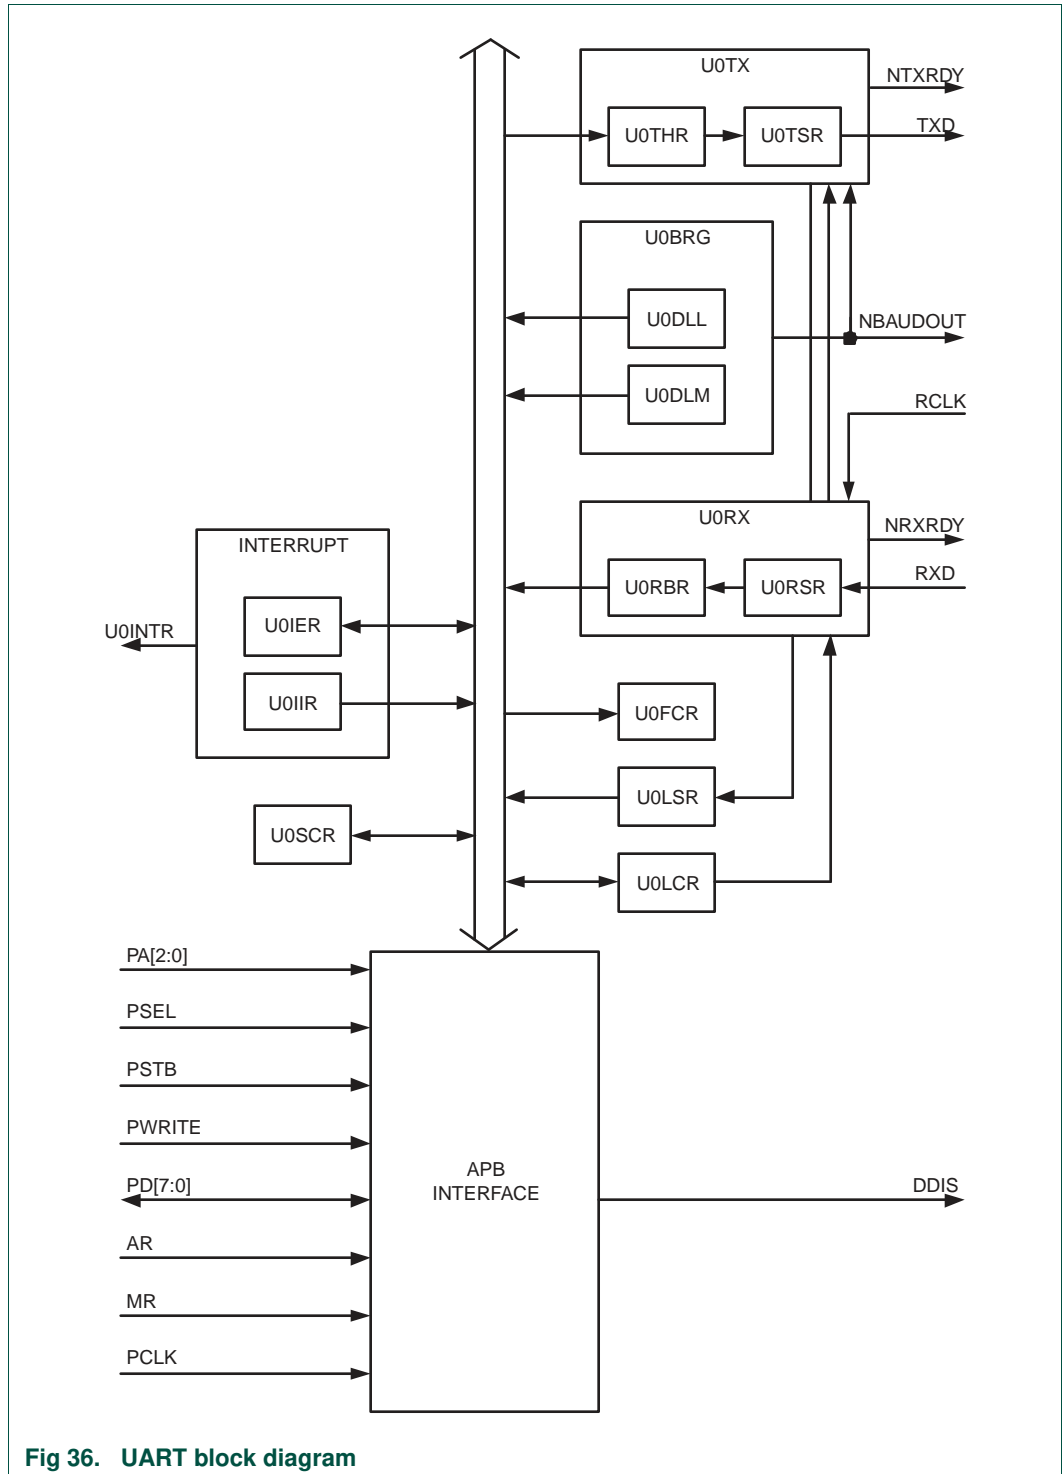 U0TX
NTXRDY
U0THR
U0TSR
TXD
U0BRG
U0DLL
NBAUDOUT
U0DLM
RCLK
U0RX
NRXRDY
INTERRUPT
U0RBR
U0RSR
RXD
U0INTR
U0IER
U0IIR
U0FCR
U0LSR
U0SCR
U0LCR
PA[2:0]
PSEL
PSTB
PWRITE
APB
INTERFACE
PD[7:0]
DDIS
AR
MR
PCLK
Fig 36. UART block diagram